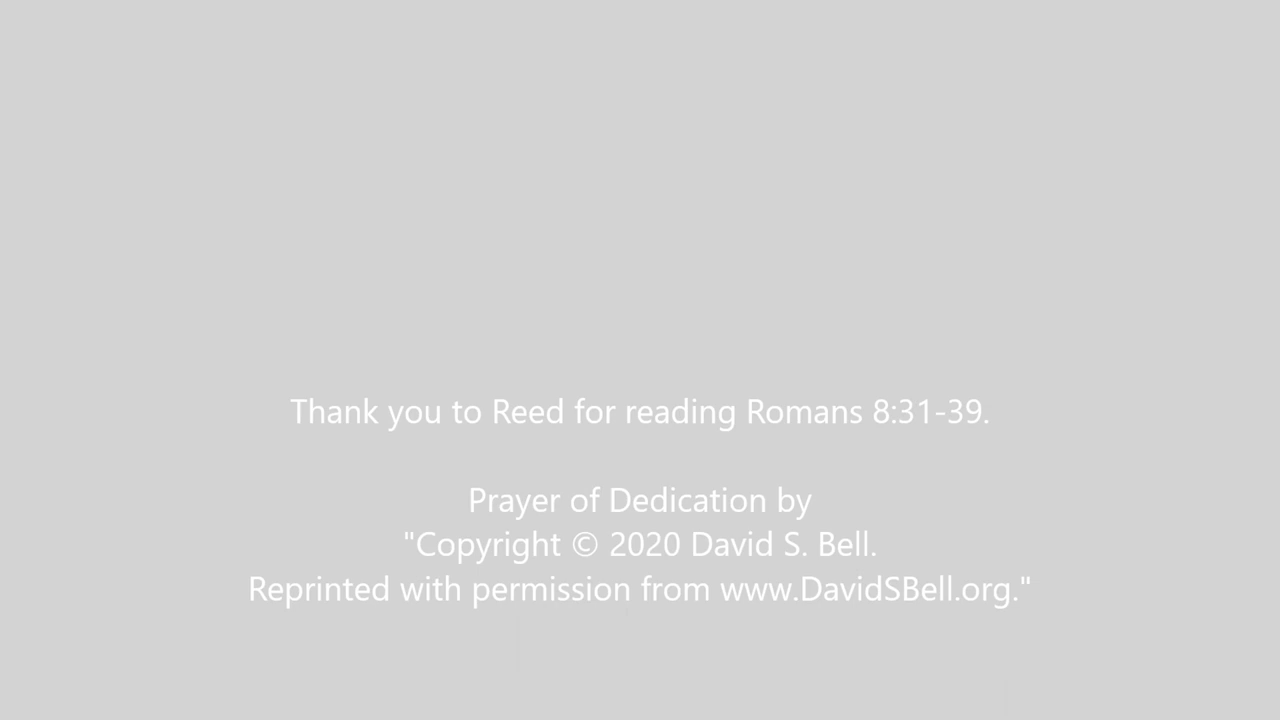 Thank you to Reed for reading Romans 8:31-39.
Prayer of Dedication by
"Copyright © 2020 David S. Bell.
Reprinted with permission from www.DavidSBell.org."